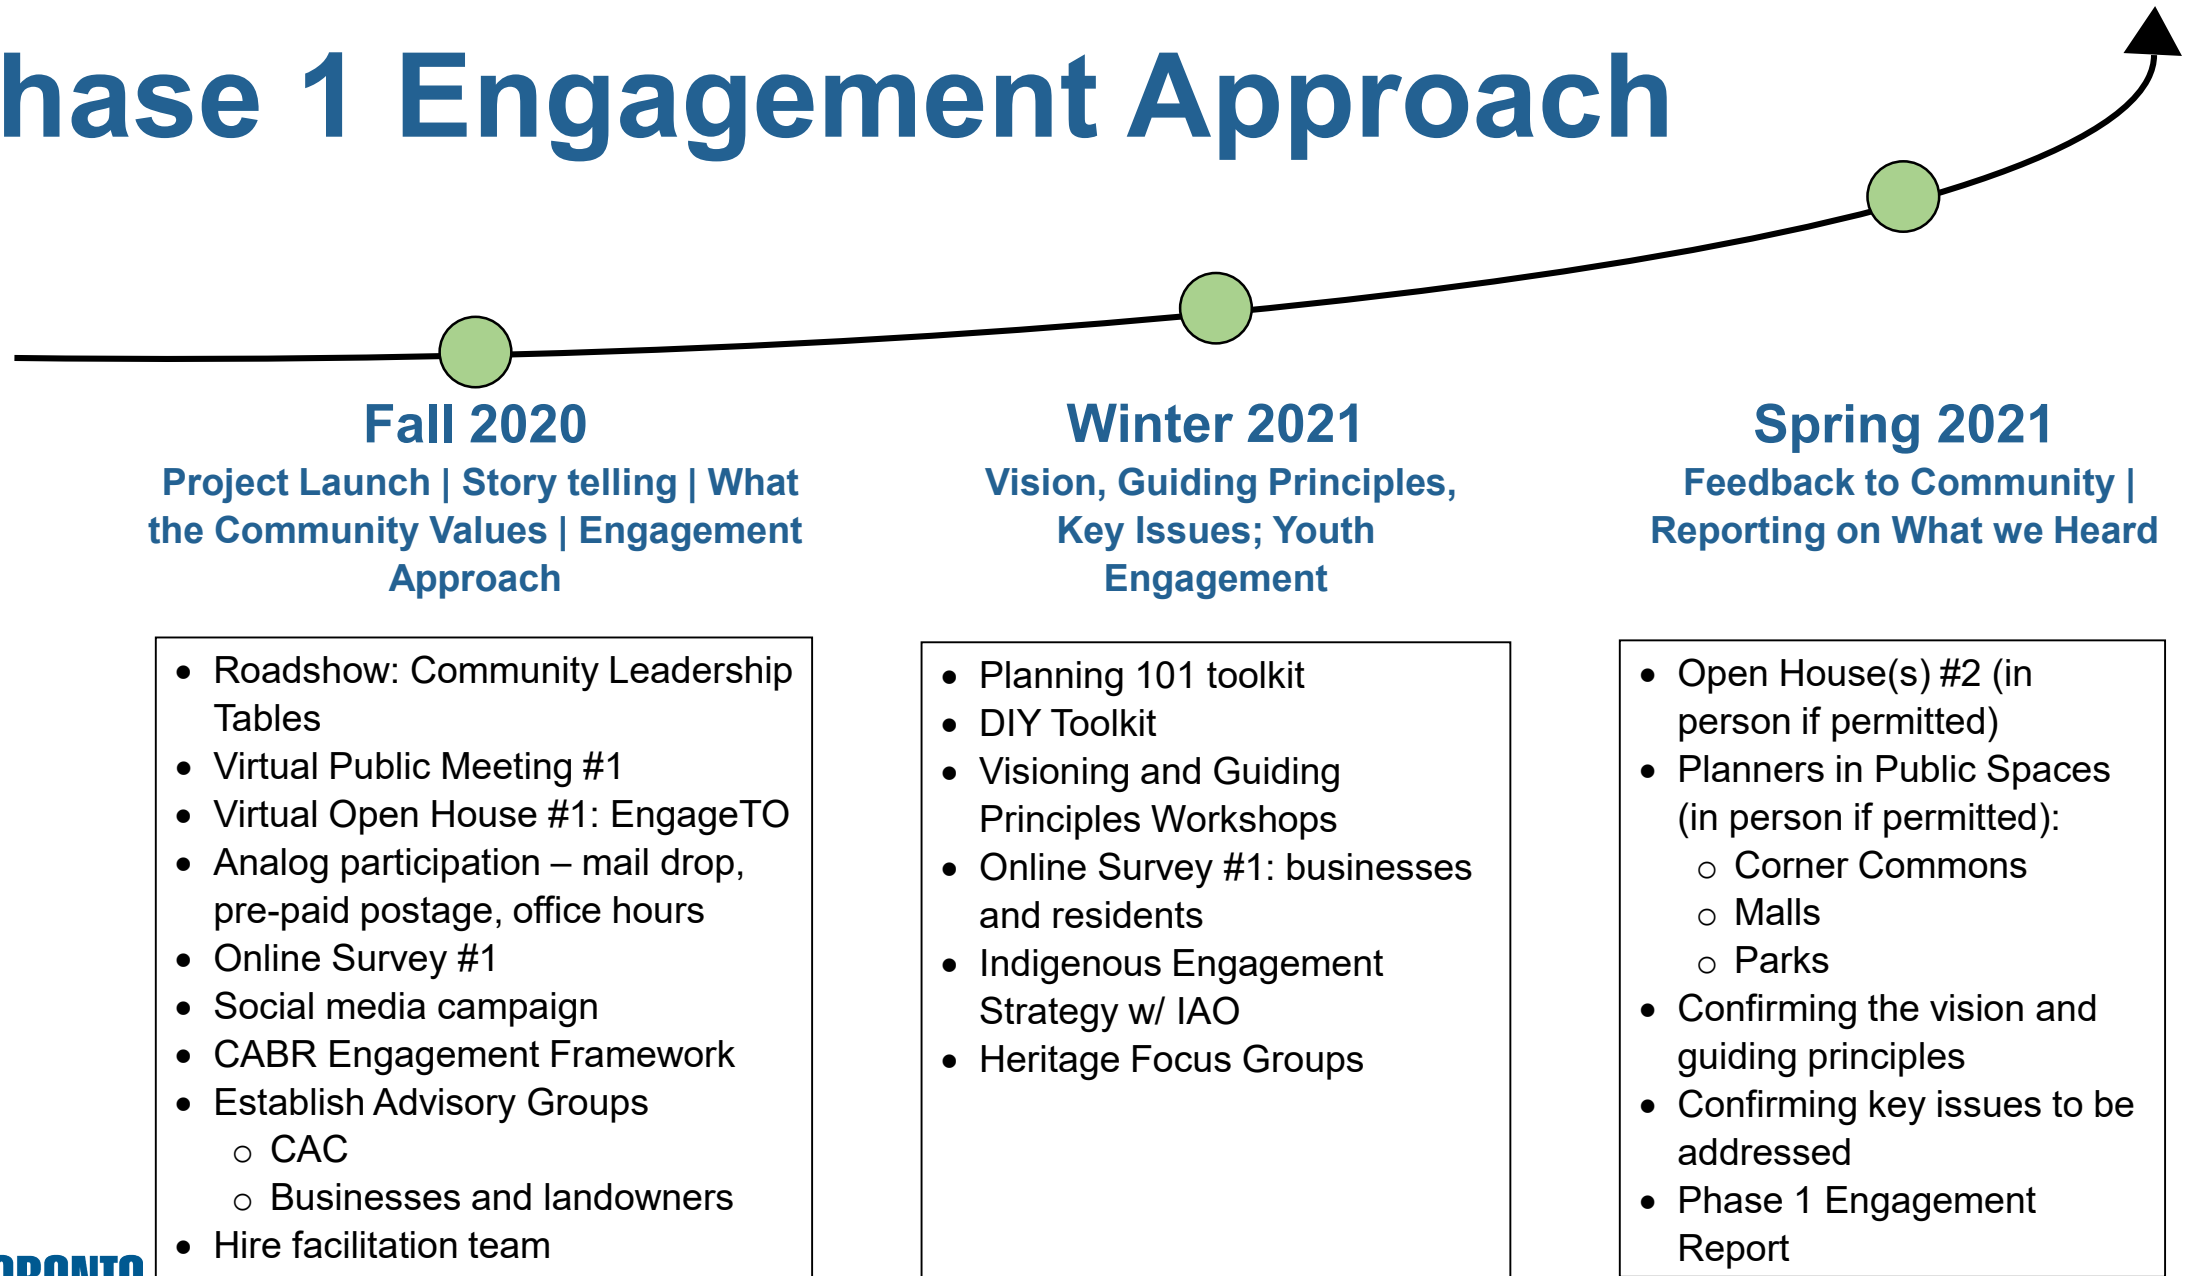 hase 1 Engagement Approach
Fall 2020
Project Launch | Story telling | What
the Community Values | Engagement
Approach
• Roadshow: Community Leadership
Tables
• Virtual Public Meeting #1
• Virtual Open House #1: EngageTO
• Analog participation – mail drop,
pre-paid postage, office hours
• Online Survey #1
• Social media campaign
• CABR Engagement Framework
• Establish Advisory Groups
o CAC
o Businesses and landowners
• Hire facilitation team
Winter 2021
Vision, Guiding Principles,
Key Issues; Youth
Engagement
• Planning 101 toolkit
• DIY Toolkit
• Visioning and Guiding
Principles Workshops
• Online Survey #1: businesses
and residents
• Indigenous Engagement
Strategy w/ IAO
• Heritage Focus Groups
Spring 2021
Feedback to Community |
Reporting on What we Heard
• Open House(s) #2 (in
person if permitted)
• Planners in Public Spaces
(in person if permitted):
o Corner Commons
o Malls
o Parks
• Confirming the vision and
guiding principles
• Confirming key issues to be
addressed
• Phase 1 Engagement
Report
ORONTO